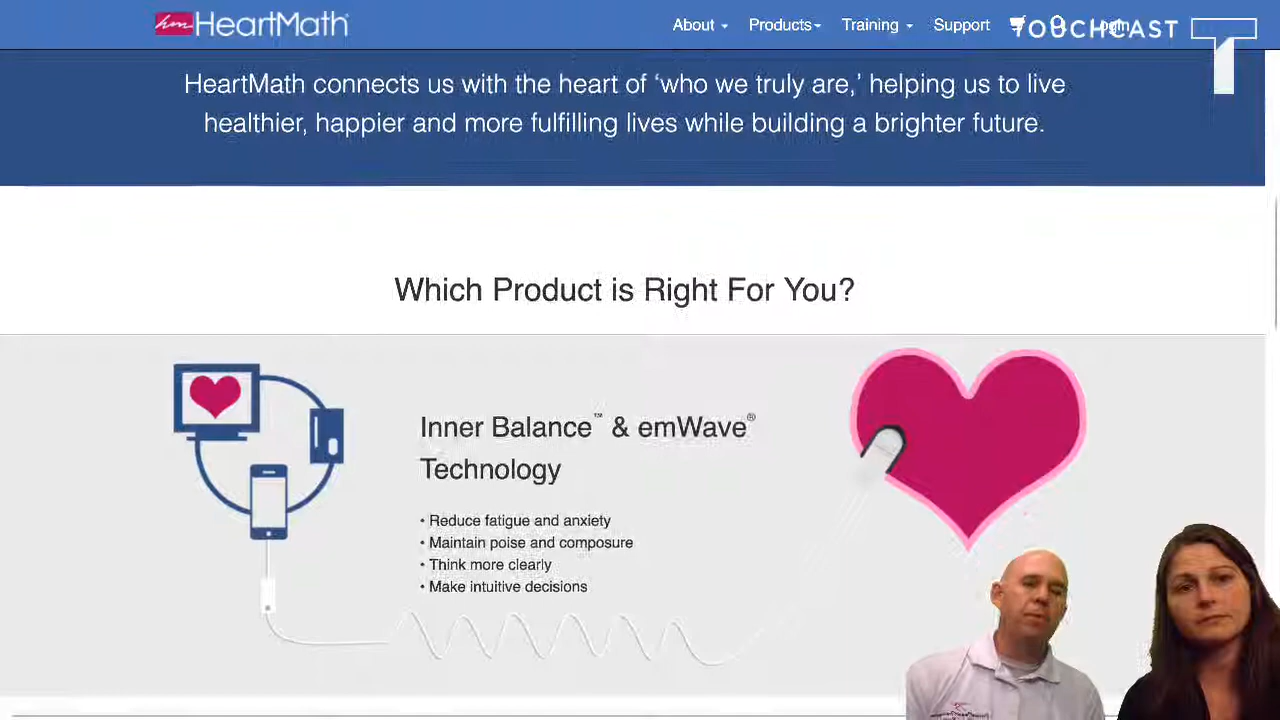 hm HeartMath®
About Products Training Support
TOUCHCAST
HeartMath connects us with the heart of ‘who we truly are,’ helping us to live
healthier, happier and more fulfilling lives while building a brighter future.
Which Product is Right For You?
Inner Balance™ & emWave®
Technology
• Reduce fatigue and anxiety
• Maintain poise and composure
• Think more clearly
• Make intuitive decisions